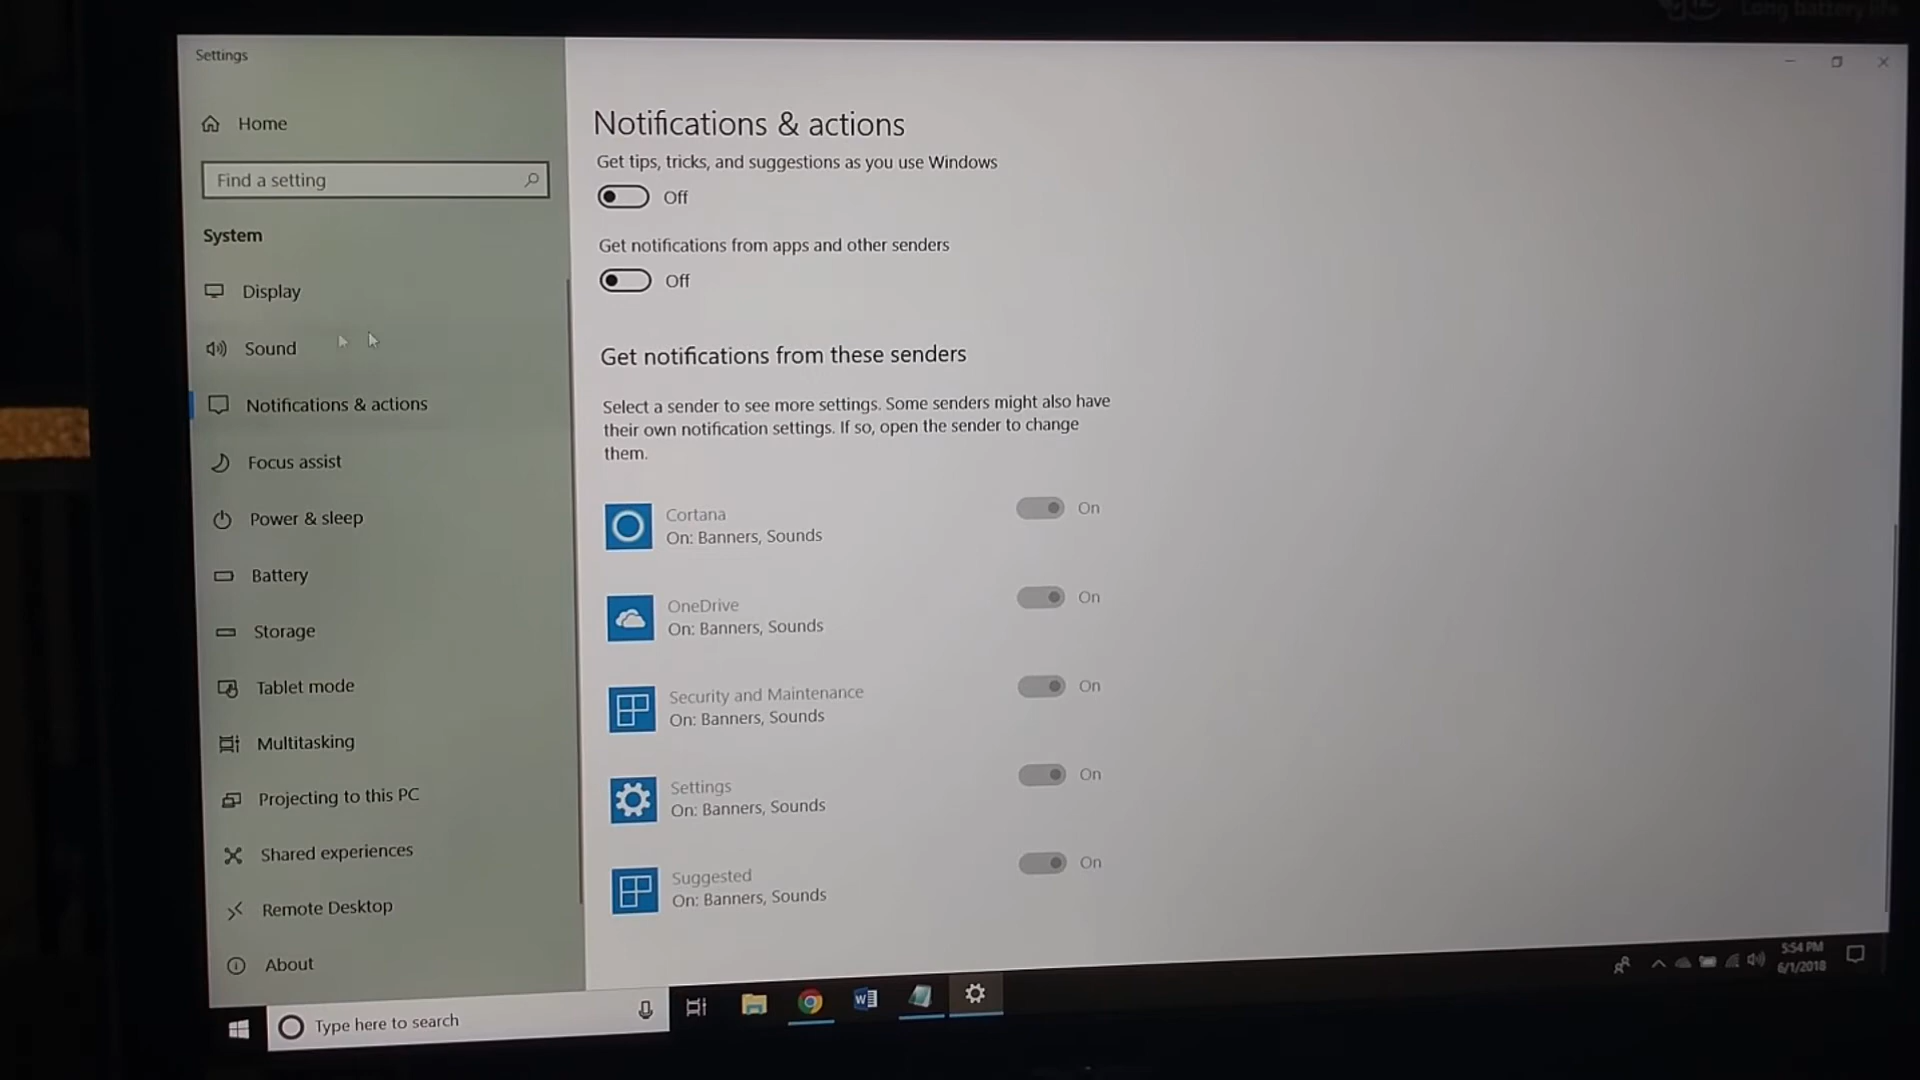 Long battery life
Settings
Home
Find a setting
System
Display
Sound
Notifications & actions
Focus assist
Power & sleep
Battery
Storage
Tablet mode
Multitasking
Projecting to this PC
Shared experiences
Remote Desktop
About
Notifications & actions
Get tips, tricks, and suggestions as you use Windows
Off
Get notifications from apps and other senders
Off
Get notifications from these senders
Select a sender to see more settings. Some senders might also have
their own notification settings. If so, open the sender to change
them.
Cortana
On: Banners, Sounds
On
OneDrive
On: Banners, Sounds
On
Security and Maintenance
On: Banners, Sounds
On
Settings
On: Banners, Sounds
On
Suggested
On: Banners, Sounds
On
Type here to search
5:54 PM
6/1/2018